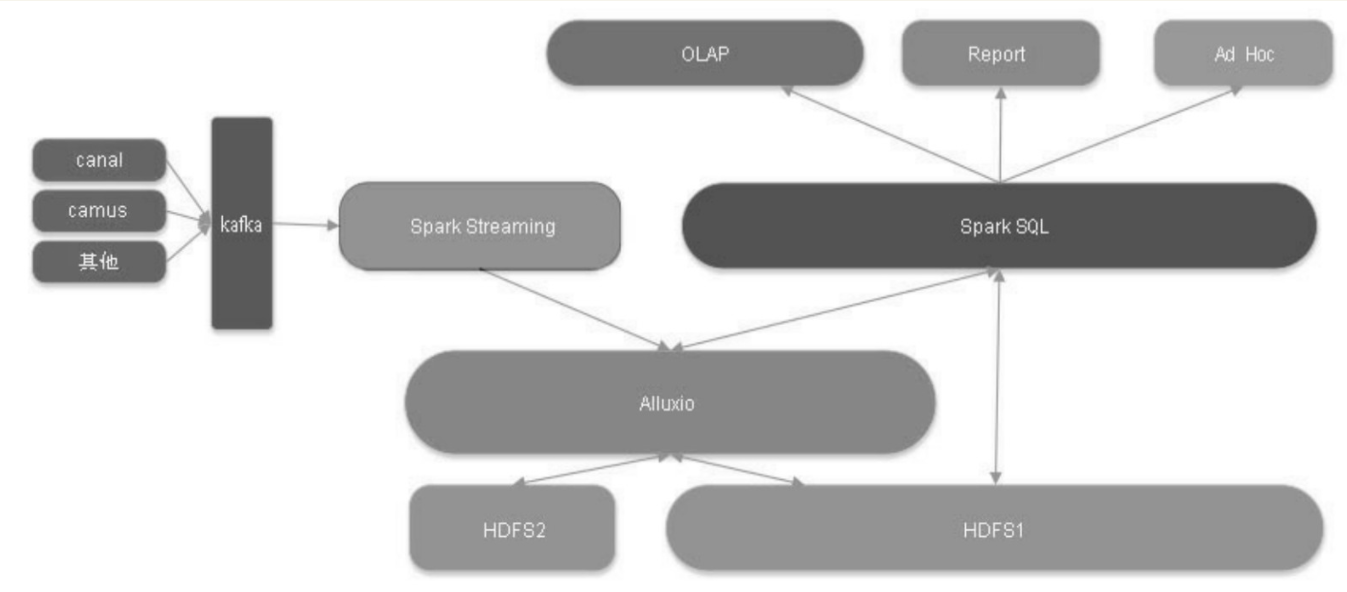 OLAP
Report
Ad Hoc
canal
camus
其他
kafka
Spark Streaming
Spark SQL
Alluxio
HDFS2
HDFS1